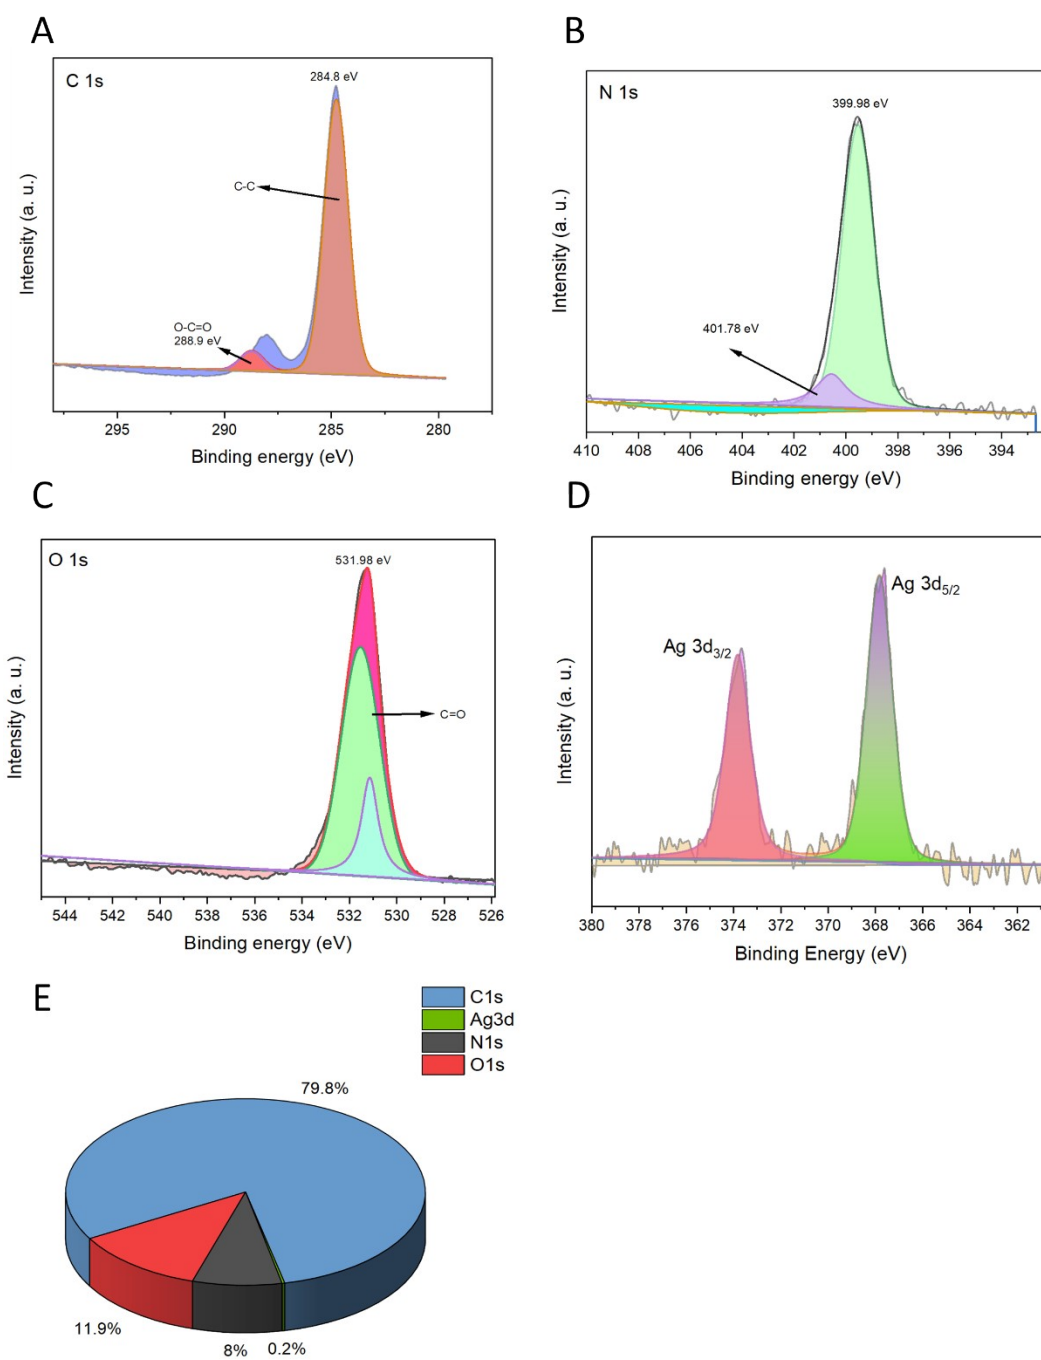 A
C 1s
284.8 eV
C-C
O-C=O
288.9 eV
Intensity (a. u.)
295 290 285 280
Binding energy (eV)
B
N 1s
399.98 eV
401.78 eV
Intensity (a. u.)
410 408 406 404 402 400 398 396 394
Binding energy (eV)
C
O 1s
531.98 eV
C=O
Intensity (a. u.)
544 542 540 538 536 534 532 530 528 526
Binding energy (eV)
D
Ag 3d5/2
Ag 3d3/2
Intensity (a. u.)
380 378 376 374 372 370 368 366 364 362
Binding Energy (eV)
E
C1s
Ag3d
N1s
O1s
79.8%
11.9%
8%
0.2%